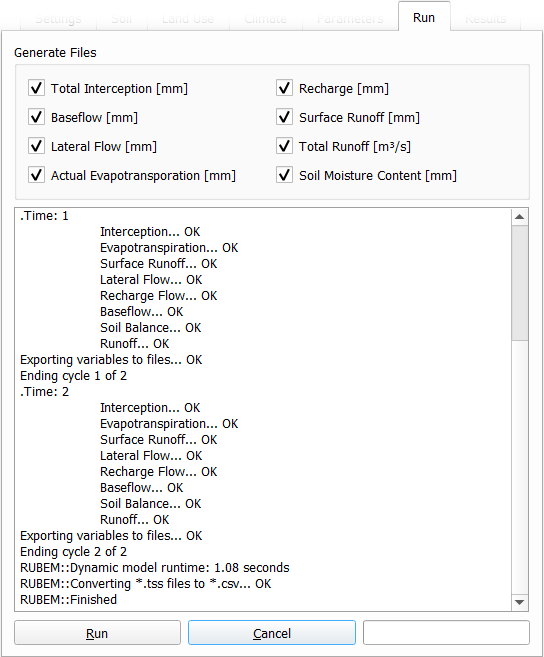 Settings Soil Land use Climate Parameters Run Results
Generate Files
Total Interception [mm] Recharge [mm]
Baseflow [mm] Surface Runoff [mm]
Lateral Flow [mm] Total Runoff [m³/s]
Actual Evapotransporation [mm] Soil Moisture Content [mm]
.Time: 1
Interception... OK
Evapotranspiration... OK
Surface Runoff... OK
Lateral Flow... OK
Recharge Flow... OK
Baseflow... OK
Soil Balance... OK
Runoff... OK
Exporting variables to files... OK
Ending cycle 1 of 2
.Time: 2
Interception... OK
Evapotranspiration... OK
Surface Runoff... OK
Lateral Flow... OK
Recharge Flow... OK
Baseflow... OK
Soil Balance... OK
Runoff... OK
Exporting variables to files... OK
Ending cycle 2 of 2
RUBEM::Dynamic model runtime: 1.08 seconds
RUBEM::Converting *.tss files to *.csv... OK
RUBEM::Finished
Run Cancel